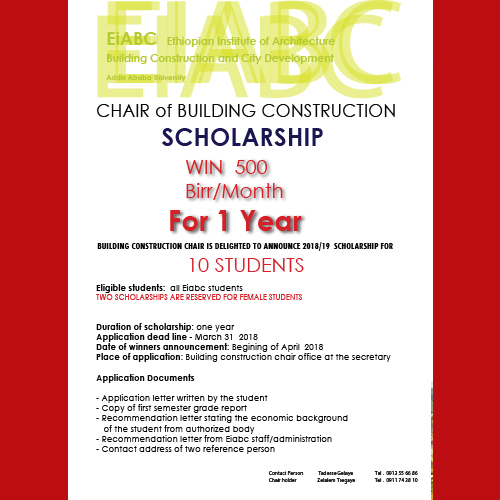 EiABC
EiABC Ethiopian Institute of Architecture
Building Construction and City Development
Addis Ababa University
CHAIR of BUILDING CONSTRUCTION
SCHOLARSHIP
WIN 500
Birr/Month
For 1 Year
BUILDING CONSTRUCTION CHAIR IS DELIGHTED TO ANNOUNCE 2018/19 SCHOLARSHIP FOR
10 STUDENTS
Eligible students: all Eiabc students
TWO SCHOLARSHIPS ARE RESERVED FOR FEMALE STUDENTS
Duration of scholarship: one year
Application dead line - March 31 2018
Date of winners announcement: Begining of April 2018
Place of application: Building construction chair office at the secretary
Application Documents
- Application letter written by the student
- Copy of first semester grade report
- Recommendation letter stating the economic background
of the student from authorized body
- Recommendation letter from Eiabc staff/administration
- Contact address of two reference person
Contact Person Tadesse Gelaye Tel . 0913 55 66 86
Chair holder Zelalem Tsegaye Tel . 0911 74 28 10